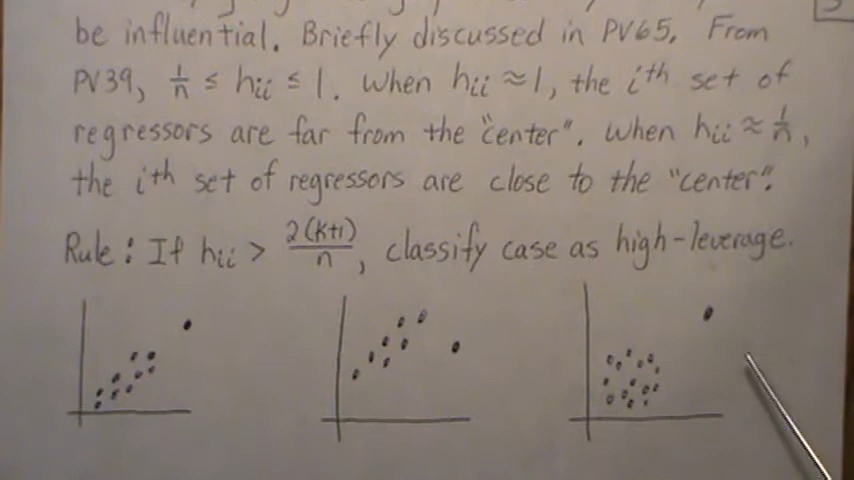 be influential. Briefly discussed in PV65. From
PV39, 1/n ≤ hii ≤ 1. When hii ≈ 1, the ith set of
regressors are far from the "center". When hii ≈ 1/n,
the ith set of regressors are close to the "center".
Rule: If hii > 2(k+1)/n, classify case as high-leverage.